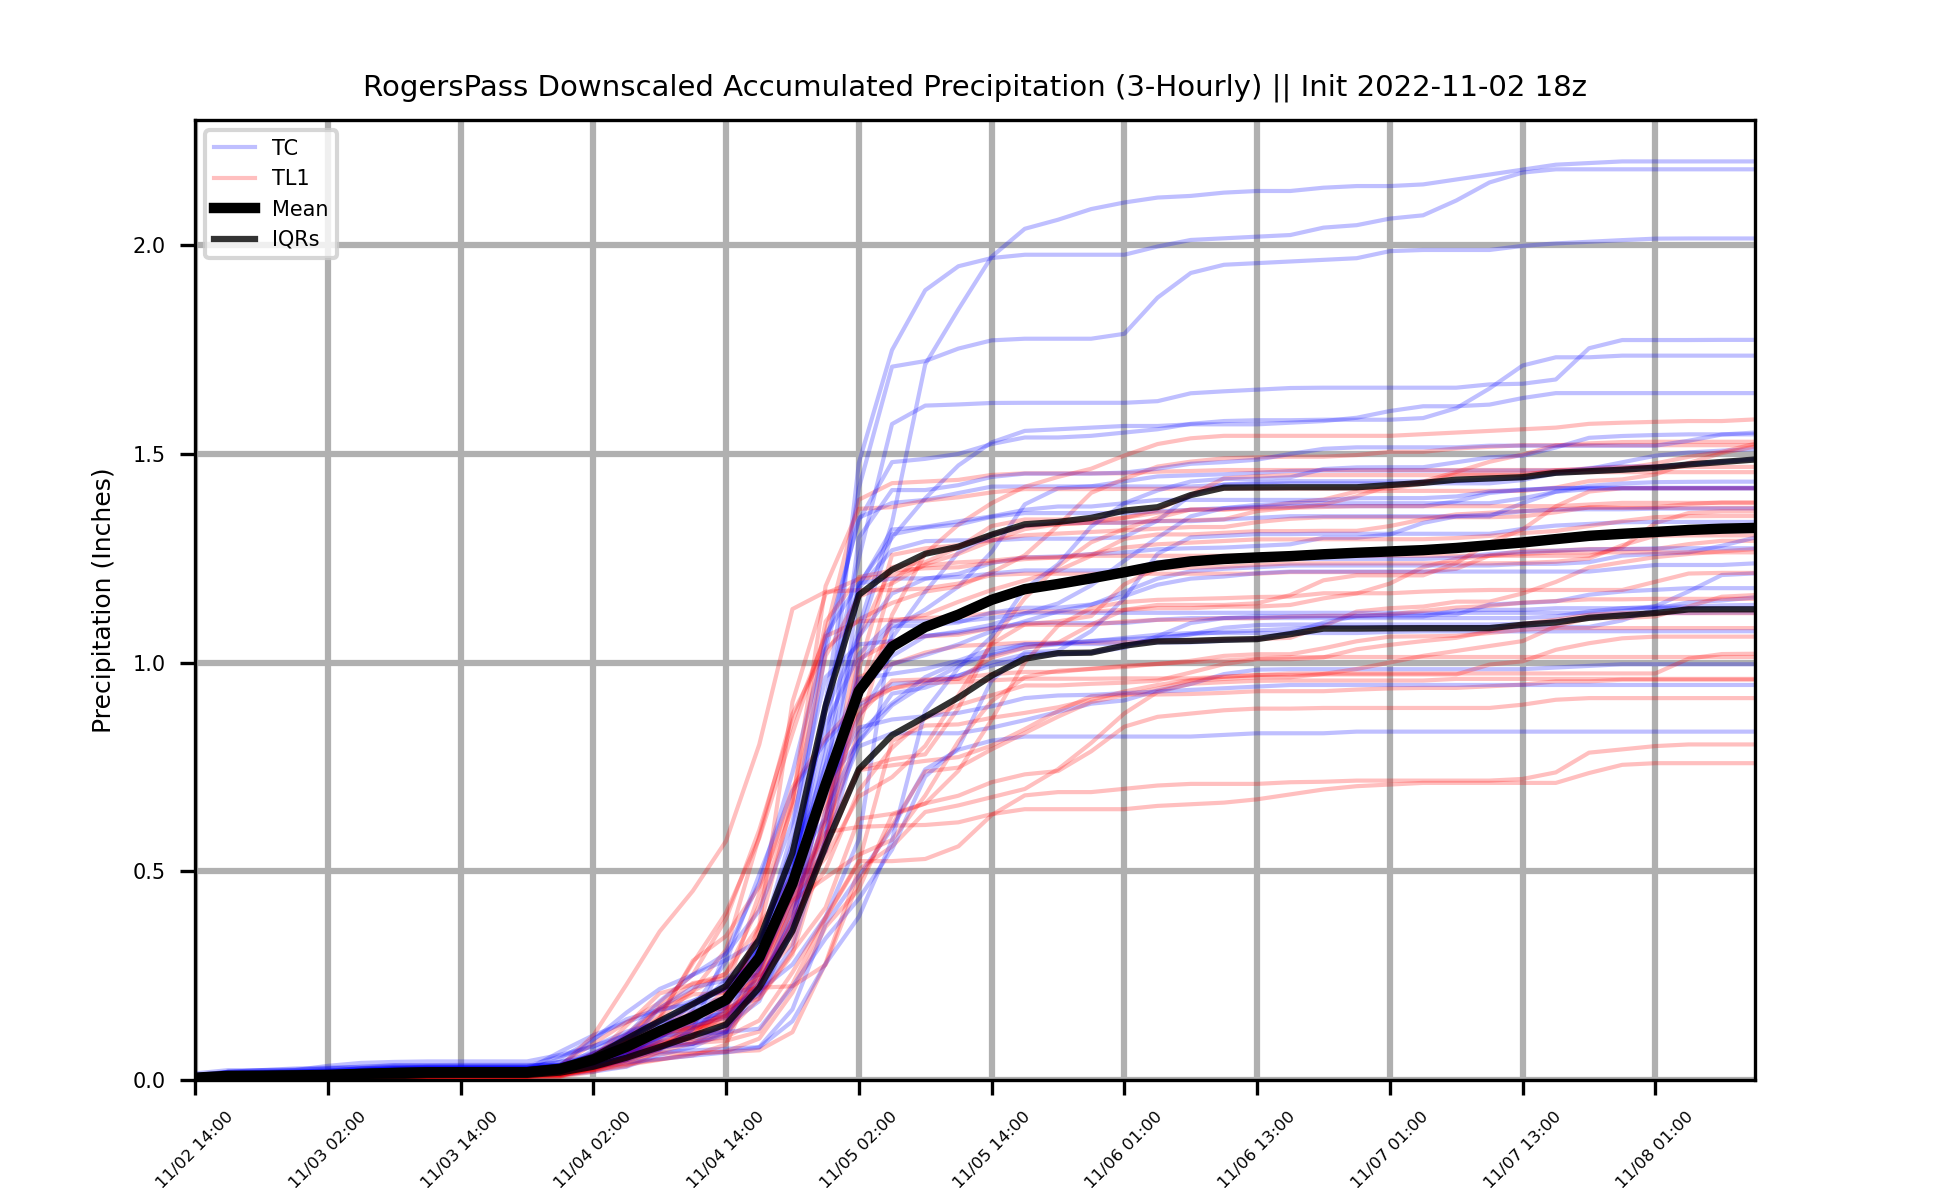 RogersPass Downscaled Accumulated Precipitation (3-Hourly) || Init 2022-11-02 18z
TC
TL1
Mean
IQRs
Precipitation (Inches)
2.0
1.5
1.0
0.5
0.0
11/02 14:00
11/03 02:00
11/03 14:00
11/04 02:00
11/04 14:00
11/05 02:00
11/05 14:00
11/06 01:00
11/06 13:00
11/07 01:00
11/07 13:00
11/08 01:00